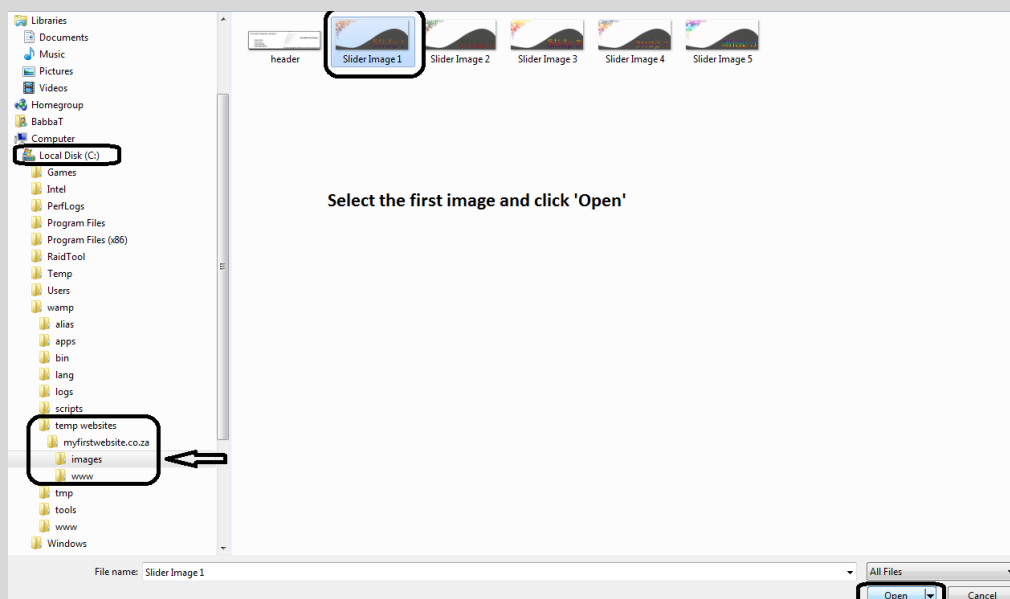 Libraries
Documents
Music
Pictures
Videos
Homegroup
BabbaT
Computer
Local Disk (C:)
Games
Intel
PerfLogs
Program Files
Program Files (x86)
RaidTool
Temp
Users
wamp
alias
apps
bin
lang
logs
scripts
temp websites
myfirstwebsite.co.za
images
www
tmp
tools
www
Windows
header
Slider Image 1
Slider Image 2
Slider Image 3
Slider Image 4
Slider Image 5
Select the first image and click 'Open'
File name: Slider Image 1
All Files
Open
Cancel